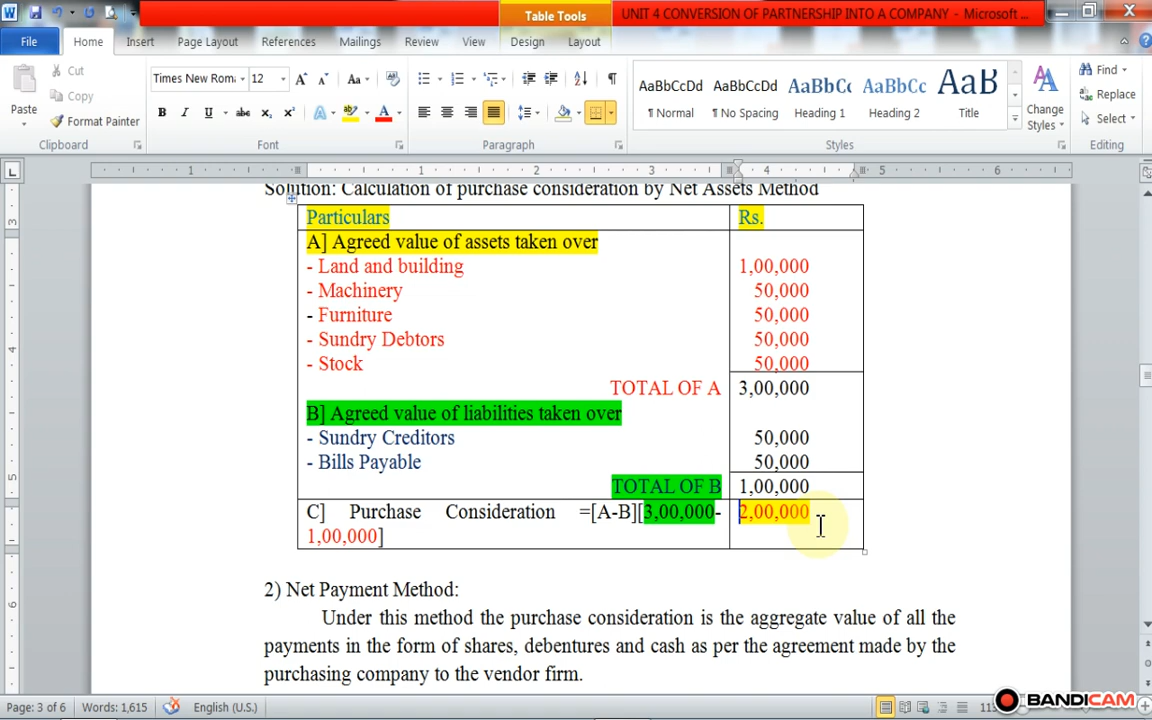 Table Tools
UNIT 4 CONVERSION OF PARTNERSHIP INTO A COMPANY - Microsoft ...
File Home Insert Page Layout References Mailings Review View Design Layout
Cut
Copy
Paste
Format Painter
Clipboard
Times New Rom 12
Font
Paragraph
AaBbCcDd AaBbCcDd AaBbCc AaBbCc AaB
¶ Normal ¶ No Spacing Heading 1 Heading 2 Title
Change
Styles
Styles
Find
Replace
Select
Editing
Solution: Calculation of purchase consideration by Net Assets Method
Particulars Rs.
A] Agreed value of assets taken over
- Land and building 1,00,000
- Machinery 50,000
- Furniture 50,000
- Sundry Debtors 50,000
- Stock 50,000
TOTAL OF A 3,00,000
B] Agreed value of liabilities taken over
- Sundry Creditors 50,000
- Bills Payable 50,000
TOTAL OF B 1,00,000
C] Purchase Consideration =[A-B][3,00,000- 2,00,000
1,00,000]
2) Net Payment Method:
Under this method the purchase consideration is the aggregate value of all the
payments in the form of shares, debentures and cash as per the agreement made by the
purchasing company to the vendor firm.
Page: 3 of 6 Words: 1,615 English (U.S.)
BANDICAM